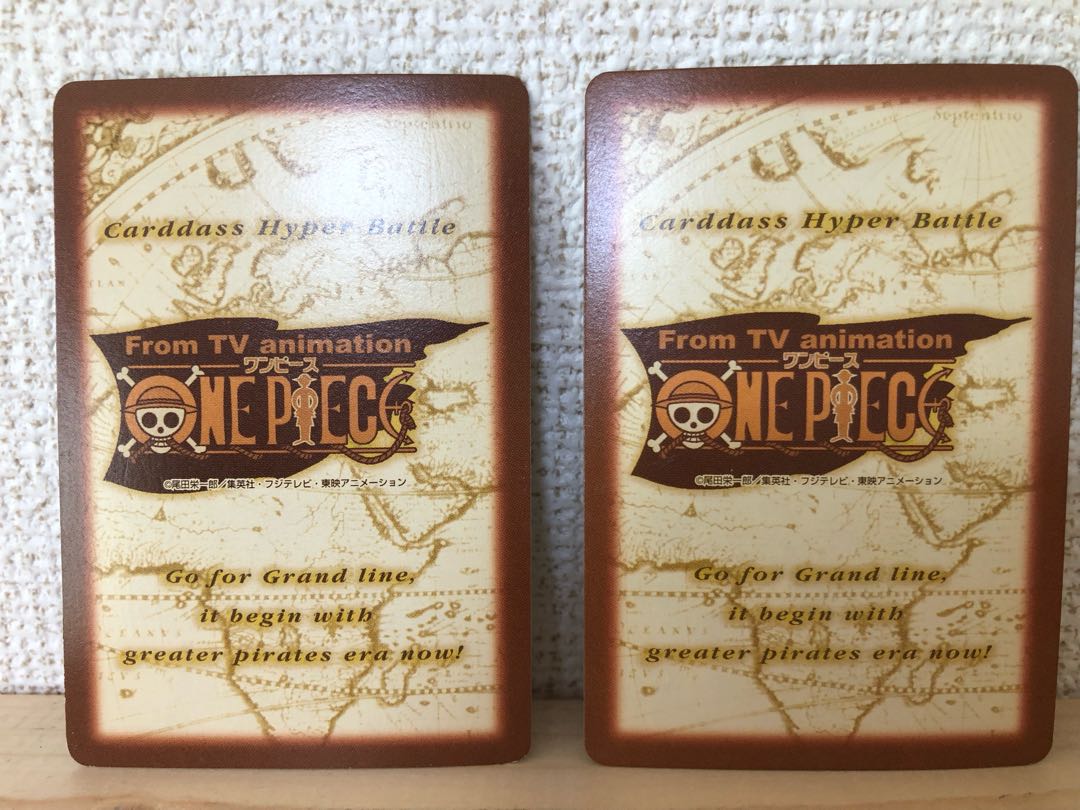 Septentrio
Carddass Hyper Battle
From TV animation
ワンピース
ONE PIECE
©尾田栄一郎／集英社・フジテレビ・東映アニメーション
Go for Grand line,
it begin with
greater pirates era now!
Septentrio
Carddass Hyper Battle
From TV animation
ワンピース
ONE PIECE
©尾田栄一郎／集英社・フジテレビ・東映アニメーション
Go for Grand line,
it begin with
greater pirates era now!